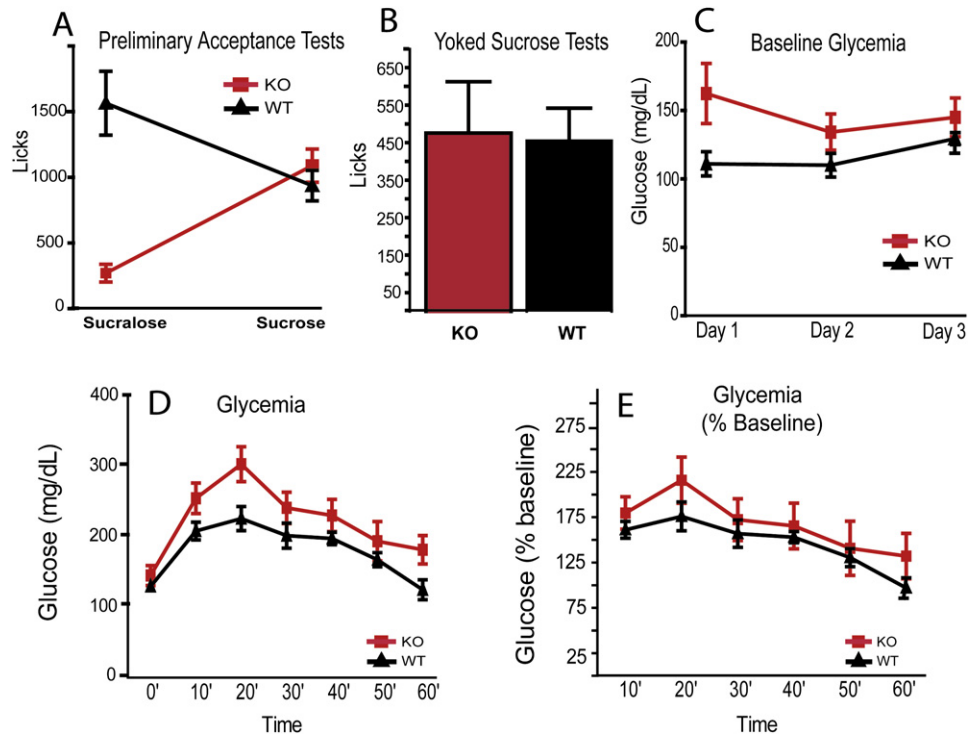 A
Preliminary Acceptance Tests
KO
WT
Licks
1500
1000
500
0
Sucralose
Sucrose
B
Yoked Sucrose Tests
Licks
650
550
450
350
250
150
50
KO
WT
C
Baseline Glycemia
Glucose (mg/dL)
200
150
100
50
0
KO
WT
Day 1
Day 2
Day 3
D
Glycemia
Glucose (mg/dL)
400
300
200
100
0
KO
WT
0'
10'
20'
30'
40'
50'
60'
Time
E
Glycemia
(% Baseline)
Glucose (% baseline)
275
225
175
125
75
25
KO
WT
10'
20'
30'
40'
50'
60'
Time